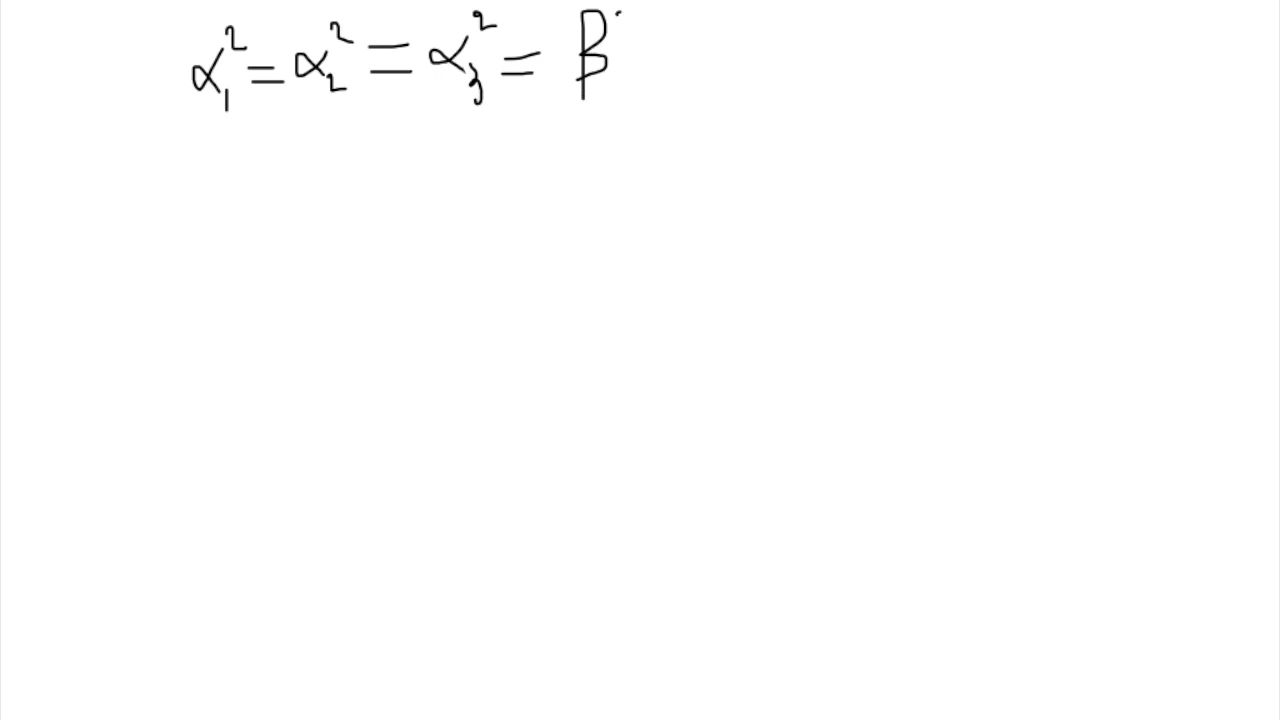 α₁² = α₂² = α₃² = β